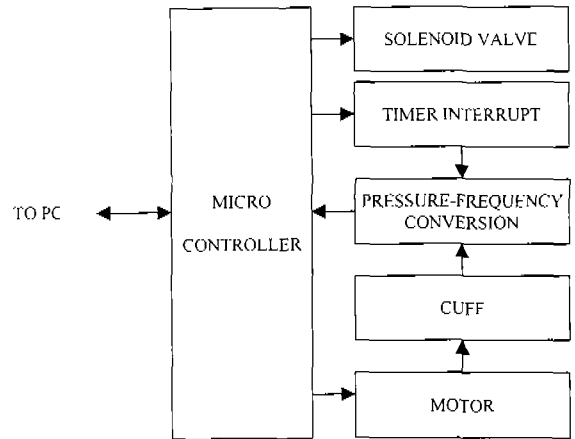 SOLENOID VALVE
TIMER INTERRUPT
PRESSURE-FREQUENCY
CONVERSION
CUFF
MOTOR
MICRO
CONTROLLER
TO PC